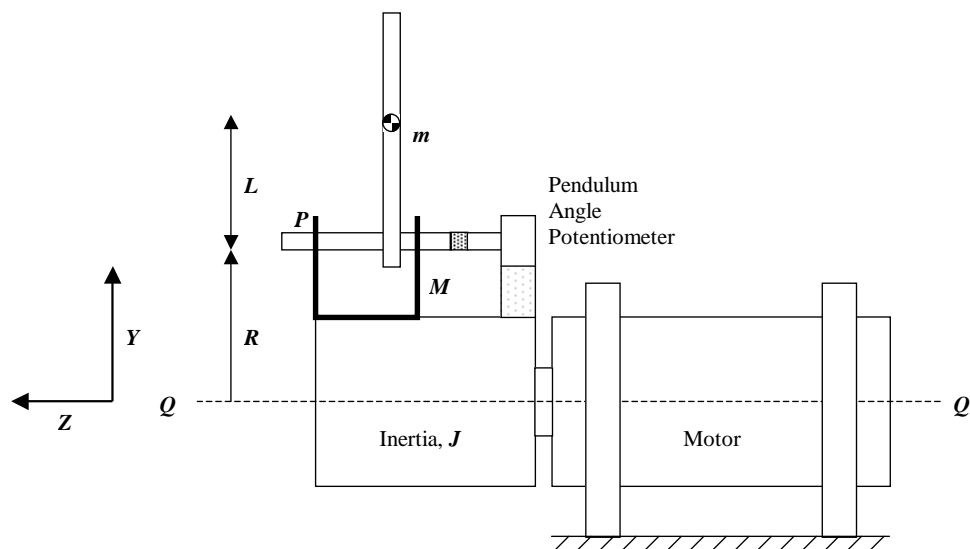 m
L
Pendulum
Angle
Potentiometer
P
M
Y
R
Z
Q
Q
Inertia, J
Motor